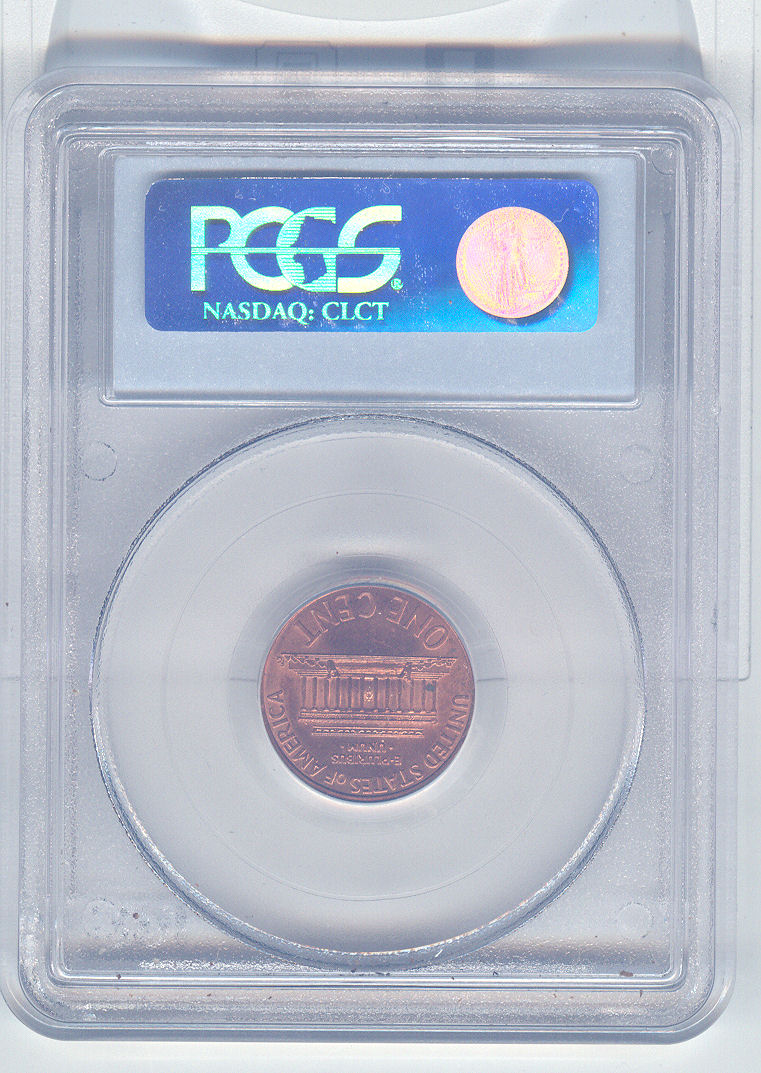 PCGS®
NASDAQ: CLCT
UNITED STATES OF AMERICA
E·PLURIBUS
·UNUM·
ONE·CENT